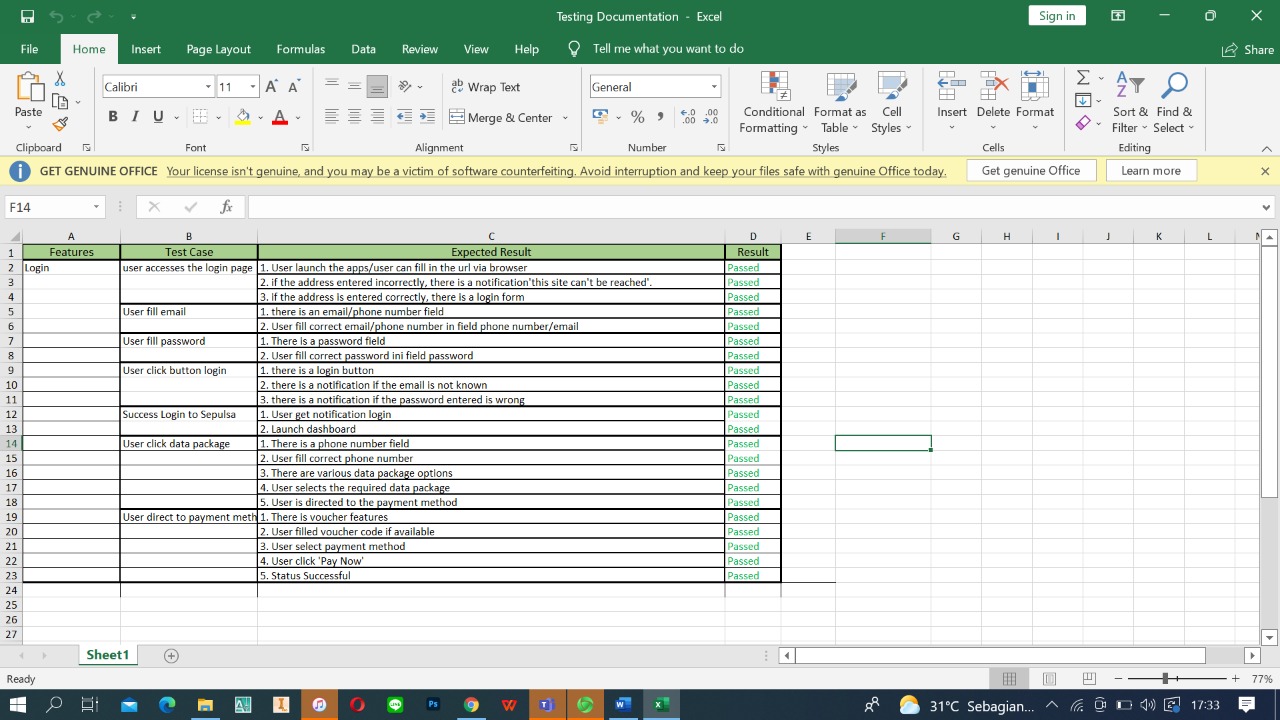 Testing Documentation - Excel
Sign in
File Home Insert Page Layout Formulas Data Review View Help Tell me what you want to do Share
Calibri 11 Wrap Text General
Paste
B I U Merge & Center % Conditional Formatting Format as Table Cell Styles Insert Delete Format Sort & Filter Find & Select
Clipboard Font Alignment Number Styles Cells Editing
GET GENUINE OFFICE Your license isn't genuine, and you may be a victim of software counterfeiting. Avoid interruption and keep your files safe with genuine Office today. Get genuine Office Learn more
F14 fx
A B C D E F G H I J K L
1 Features Test Case Expected Result Result
2 Login user accesses the login page 1. User launch the apps/user can fill in the url via browser Passed
3 2. if the address entered incorrectly, there is a notification'this site can't be reached'. Passed
4 3. if the address is entered correctly, there is a login form Passed
5 User fill email 1. there is an email/phone number field Passed
6 2. User fill correct email/phone number in field phone number/email Passed
7 User fill password 1. There is a password field Passed
8 2. User fill correct password ini field password Passed
9 User click button login 1. there is a login button Passed
10 2. there is a notification if the email is not known Passed
11 3. there is a notification if the password entered is wrong Passed
12 Success Login to Sepulsa 1. User get notification login Passed
13 2. Launch dashboard Passed
14 User click data package 1. There is a phone number field Passed
15 2. User fill correct phone number Passed
16 3. There are various data package options Passed
17 4. User selects the required data package Passed
18 5. User is directed to the payment method Passed
19 User direct to payment meth 1. There is voucher features Passed
20 2. User filled voucher code if available Passed
21 3. User select payment method Passed
22 4. User click 'Pay Now' Passed
23 5. Status Successful Passed
24
25
26
27
Sheet1
Ready 77%
31°C Sebagian... 17:33